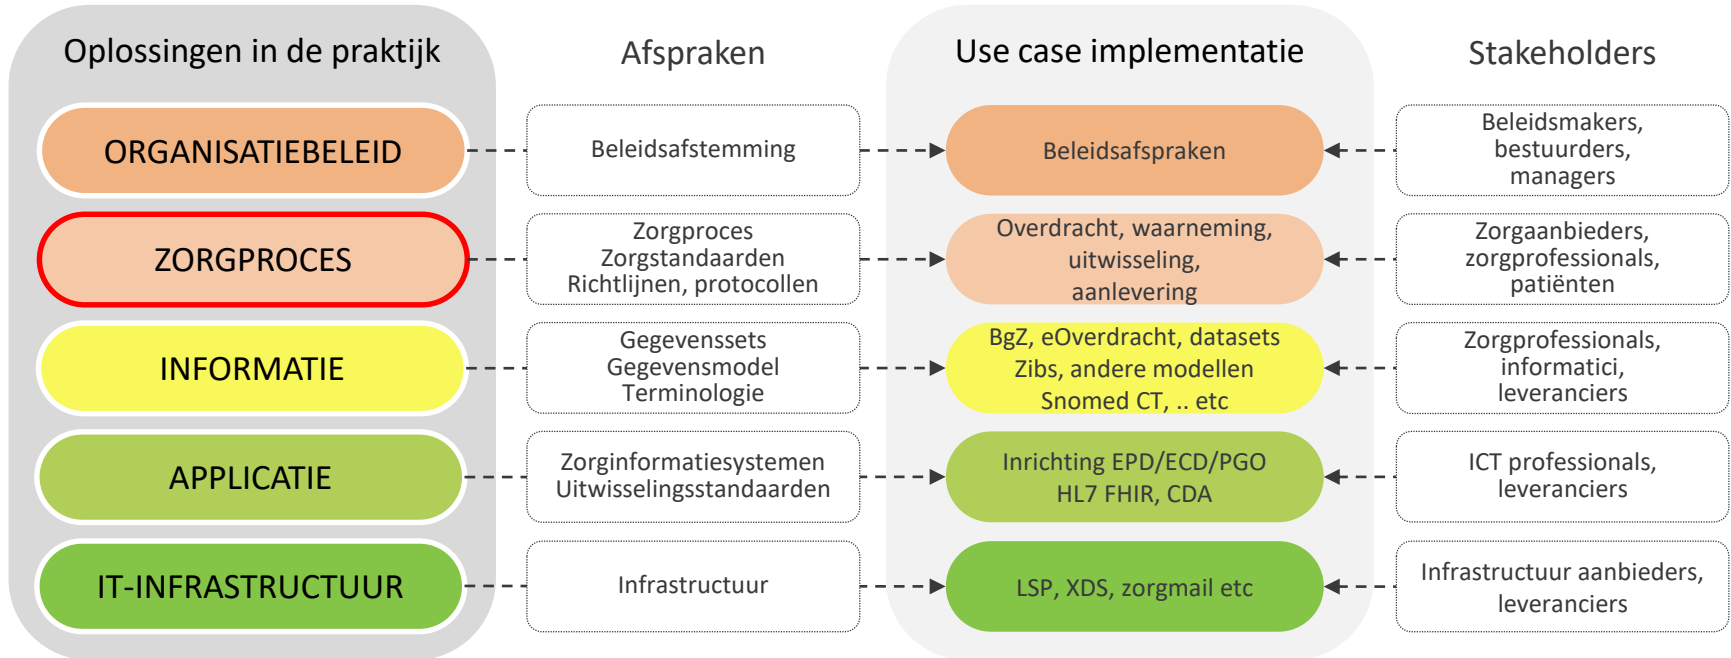 Oplossingen in de praktijk
Afspraken
Use case implementatie
Stakeholders
ORGANISATIEBELEID
Beleidsafstemming
Beleidsafspraken
Beleidsmakers,
bestuurders,
managers
ZORGPROCES
Zorgproces
Zorgstandaarden
Richtlijnen, protocollen
Overdracht, waarneming,
uitwisseling,
aanlevering
Zorgaanbieders,
zorgprofessionals,
patiënten
INFORMATIE
Gegevenssets
Gegevensmodel
Terminologie
BgZ, eOverdracht, datasets
Zibs, andere modellen
Snomed CT, .. etc
Zorgprofessionals,
informatici,
leveranciers
APPLICATIE
Zorginformatiesystemen
Uitwisselingsstandaarden
Inrichting EPD/ECD/PGO
HL7 FHIR, CDA
ICT professionals,
leveranciers
IT-INFRASTRUCTUUR
Infrastructuur
LSP, XDS, zorgmail etc
Infrastructuur aanbieders,
leveranciers